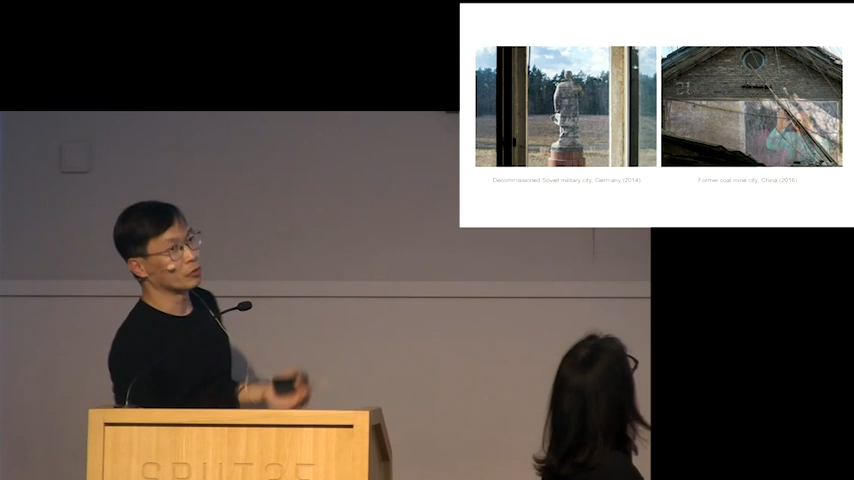 Decommissioned Soviet military city, Germany (2014)
Former coal mine city, China (2016)